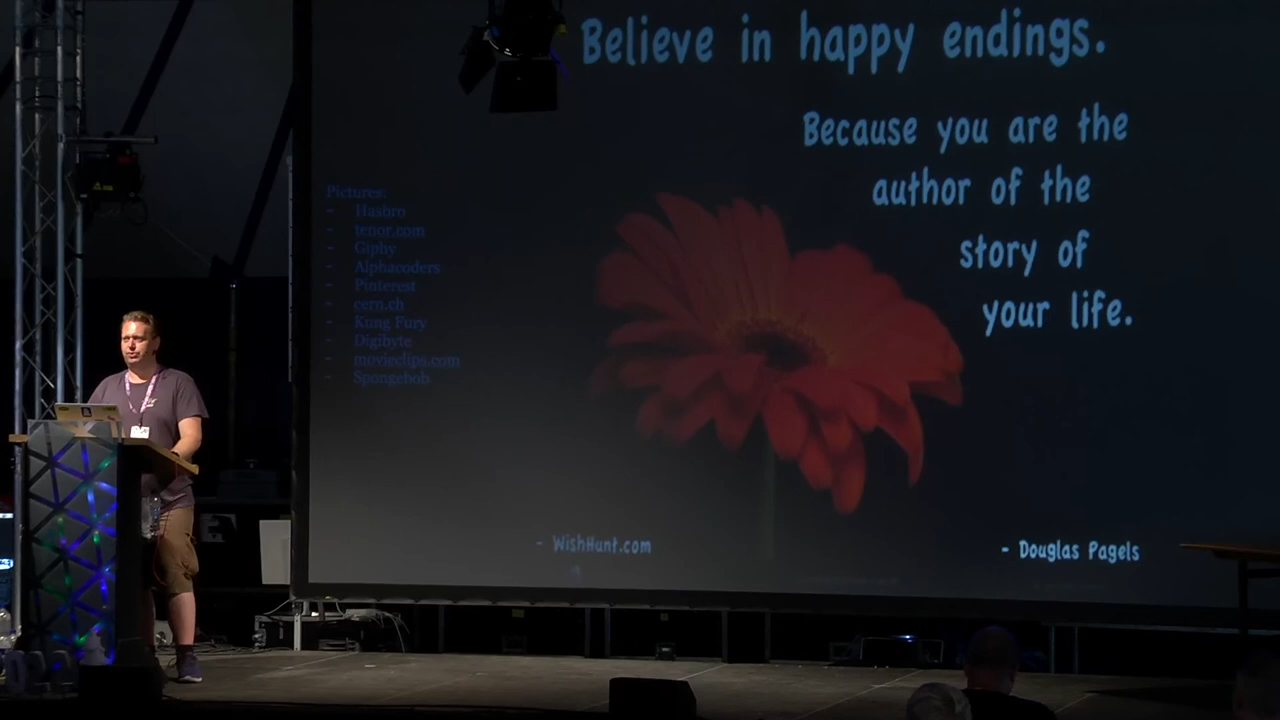 Believe in happy endings.
Because you are the
author of the
story of
your life.
Pictures:
- Hasbro
- tenor.com
- Giphy
- Alphacoders
- Pinterest
- cern.ch
- Kung Fury
- Digibyte
- movieclips.com
- Spongebob
- WishHunt.com
- Douglas Pagels